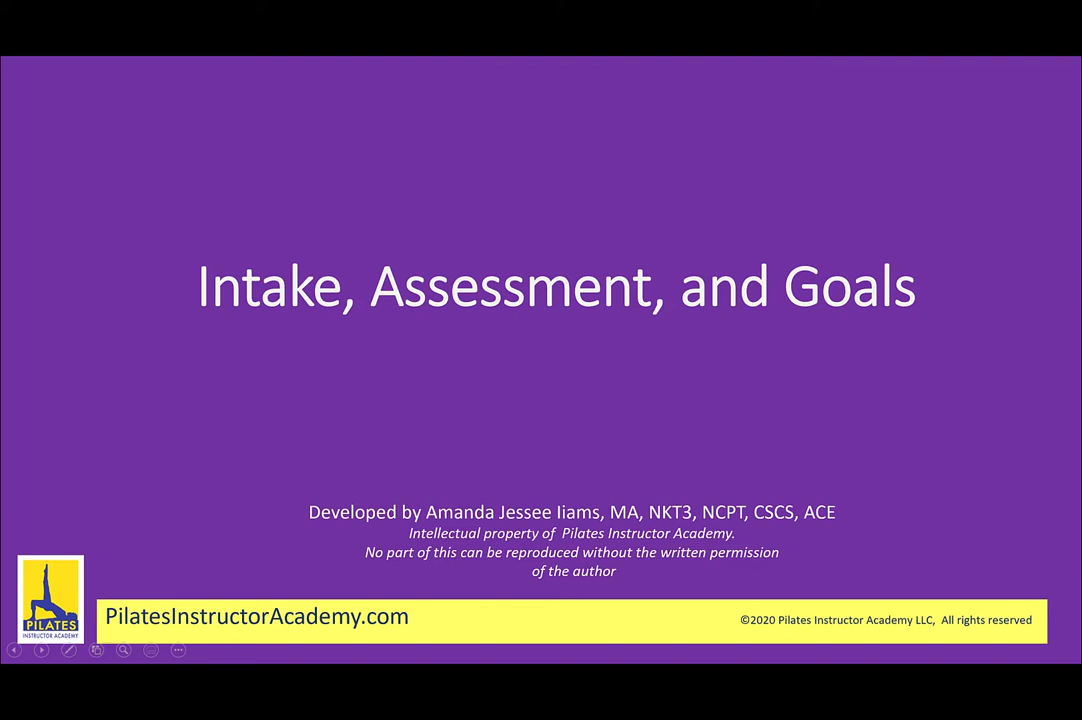 Intake, Assessment, and Goals
Developed by Amanda Jessee Iiams, MA, NKT3, NCPT, CSCS, ACE
Intellectual property of Pilates Instructor Academy.
No part of this can be reproduced without the written permission
of the author
PILATES
INSTRUCTOR ACADEMY
PilatesInstructorAcademy.com
©2020 Pilates Instructor Academy LLC, All rights reserved